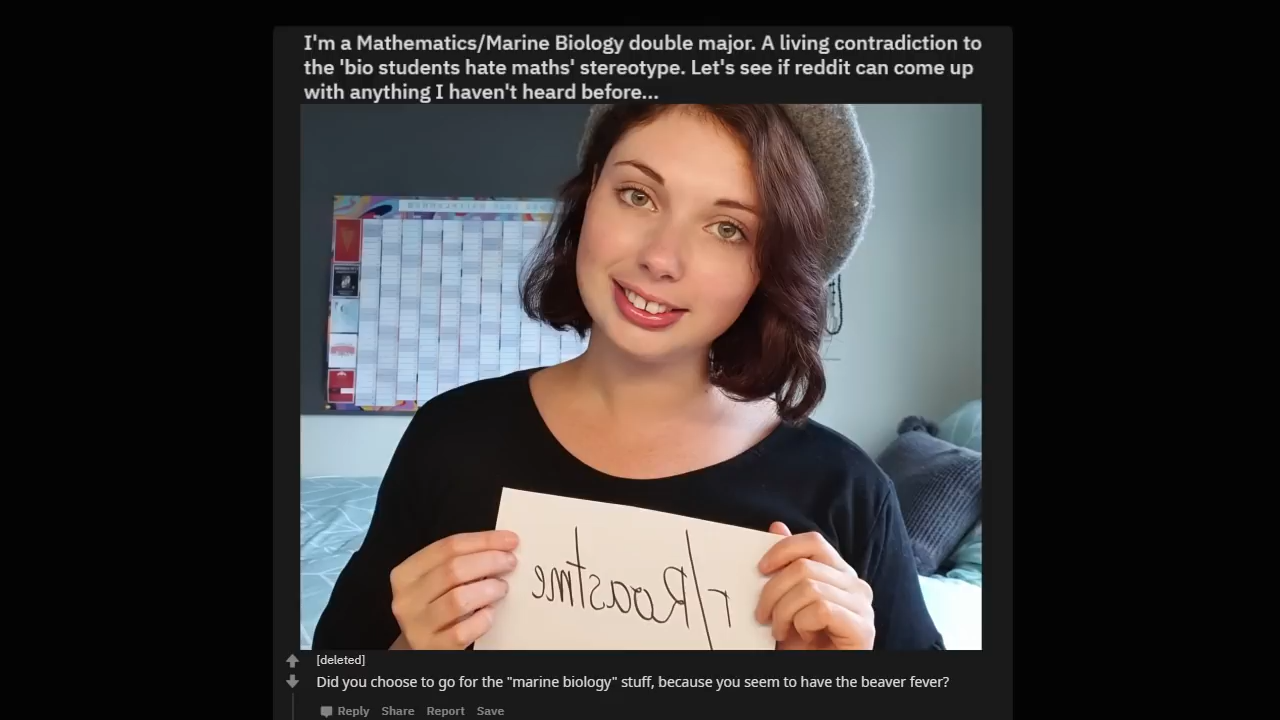 I'm a Mathematics/Marine Biology double major. A living contradiction to
the 'bio students hate maths' stereotype. Let's see if reddit can come up
with anything I haven't heard before...
r/Roastme
[deleted]
Did you choose to go for the "marine biology" stuff, because you seem to have the beaver fever?
Reply Share Report Save